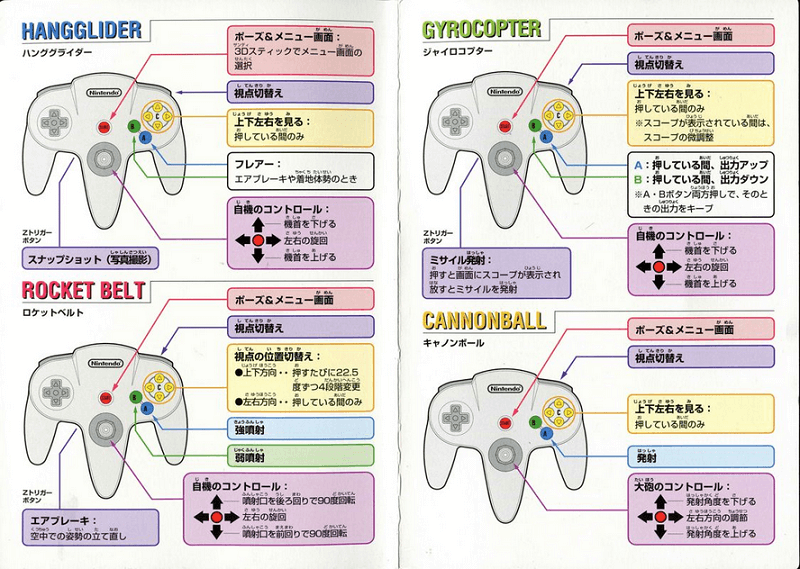 HANGGLIDER
ハンググライダー
ポーズ&メニュー画面：
3Dスティックでメニュー画面の
選択
視点切替え
上下左右を見る：
押している間のみ
フレアー：
エアブレーキや着地体勢のとき
自機のコントロール：
機首を下げる
左右の旋回
機首を上げる
Nintendo
START
B
A
C
Zトリガー
ボタン
スナップショット（写真撮影）
ROCKET BELT
ロケットベルト
ポーズ&メニュー画面
視点切替え
視点の位置切替え：
●上下方向・・押すたびに22.5
度ずつ4段階変更
●左右方向・・押している間のみ
強噴射
弱噴射
自機のコントロール：
噴射口を後ろ回りで90度回転
左右の旋回
噴射口を前回りで90度回転
Nintendo
START
B
A
C
Zトリガー
ボタン
エアブレーキ：
空中での姿勢の立て直し
GYROCOPTER
ジャイロコプター
ポーズ&メニュー画面
視点切替え
上下左右を見る：
押している間のみ
※スコープが表示されている間は、
スコープの微調整
A：押している間、出力アップ
B：押している間、出力ダウン
※A・Bボタン両方押しで、そのと
きの出力をキープ
自機のコントロール：
機首を下げる
左右の旋回
機首を上げる
Nintendo
START
B
A
C
Zトリガー
ボタン
ミサイル発射：
押すと画面にスコープが表示され
放すとミサイルを発射
CANNONBALL
キャノンボール
ポーズ&メニュー画面
視点切替え
上下左右を見る：
押している間のみ
発射
大砲のコントロール：
発射角度を下げる
左右方向の調節
発射角度を上げる
Nintendo
START
B
A
C